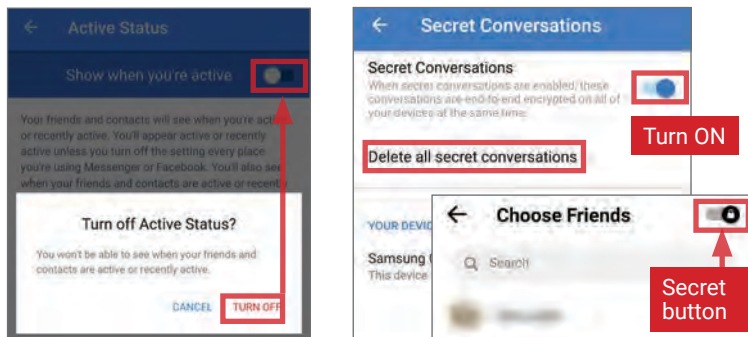 Active Status
Show when you're active
Your friends and contacts will see when you're active
or recently active. You'll appear active or recently
active unless you turn off the setting every place
you're using Messenger or Facebook. You'll also see
when your friends and contacts are active or recently
Turn off Active Status?
You won't be able to see when your friends and
contacts are active or recently active.
CANCEL TURN OFF
Secret Conversations
Secret Conversations
When secret conversations are enabled, these
conversations are end-to-end encrypted on all of
your devices at the same time.
Turn ON
Delete all secret conversations
YOUR DEVIC
Samsung
This device
Choose Friends
Search
Secret
button